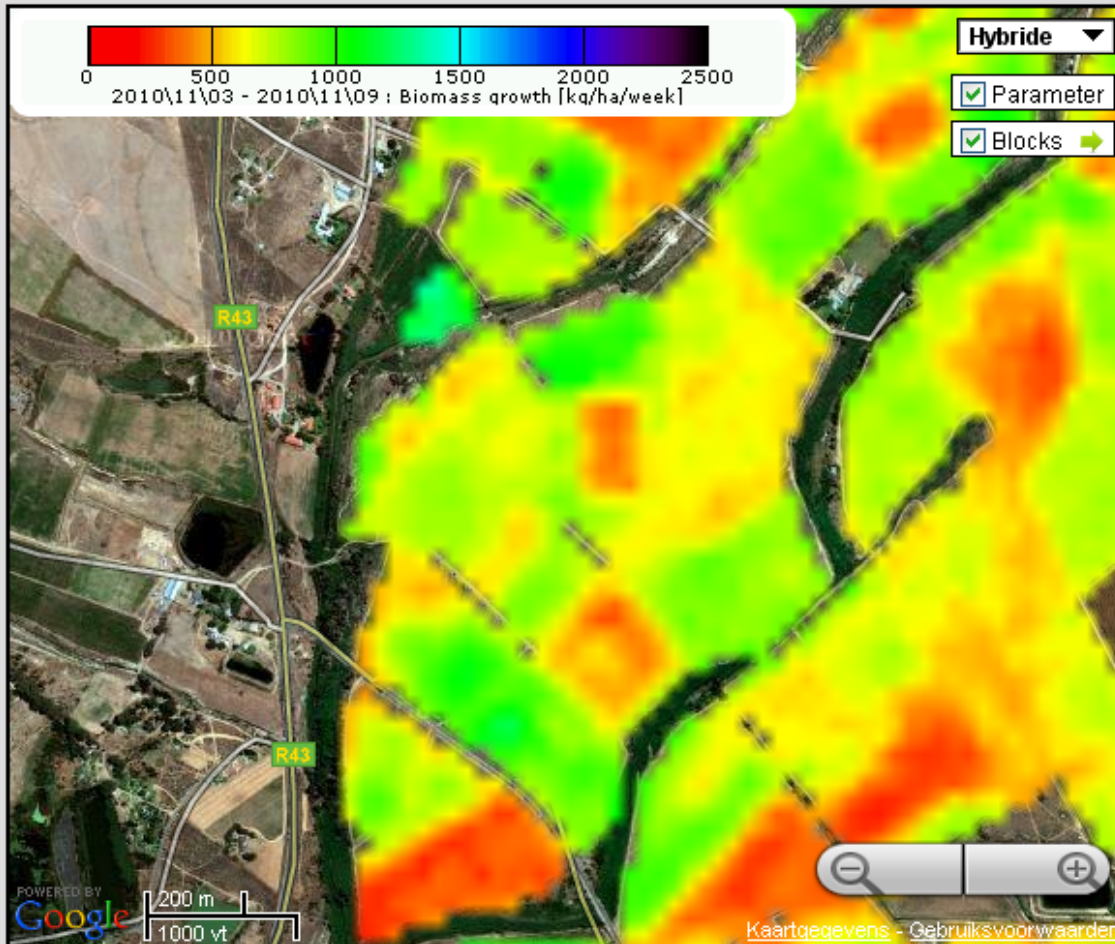 0 500 1000 1500 2000 2500
2010\11\03 - 2010\11\09 : Biomass growth [kg/ha/week]
Hybride
Parameter
Blocks
R43
R43
POWERED BY
Google
200 m
1000 vt
Kaartgegevens - Gebruiksvoorwaarden